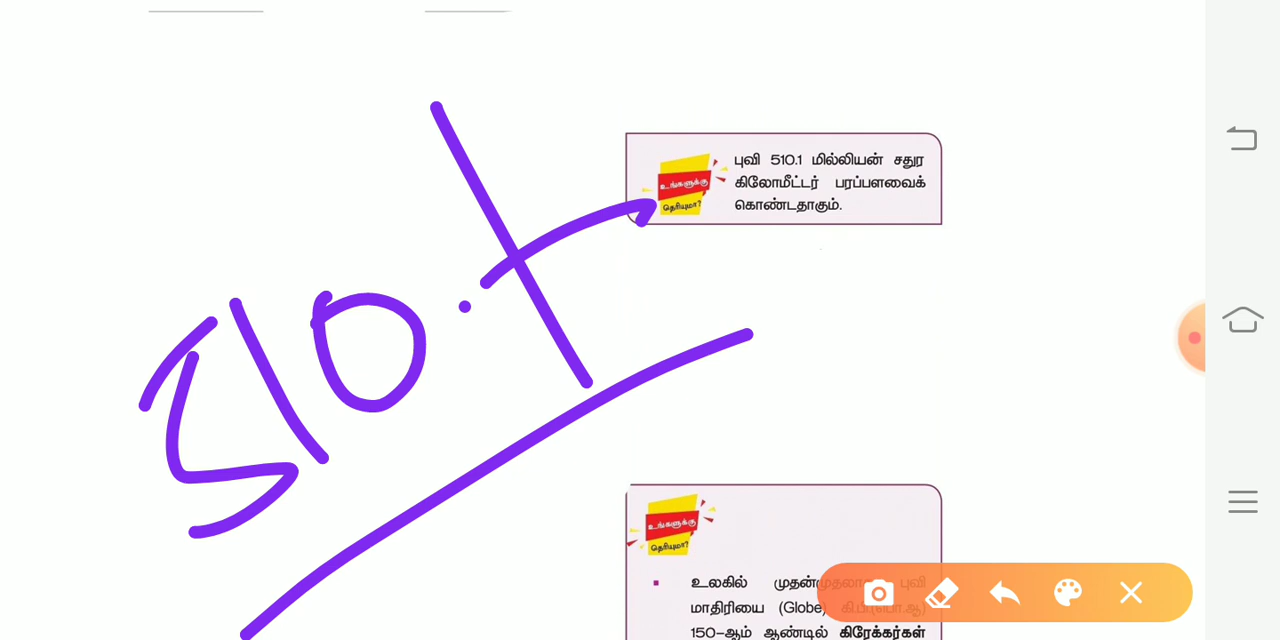 உங்களுக்கு
தெரியுமா?
புவி 510.1 மில்லியன் சதுர
கிலோமீட்டர் பரப்பளவைக்
கொண்டதாகும்.
510.1
உங்களுக்கு
தெரியுமா?
உலகில் முதன்முதலாக புவி
மாதிரியை (Globe) கி.பி(பொ.ஆ)
150-ஆம் ஆண்டில் கிரேக்கர்கள்